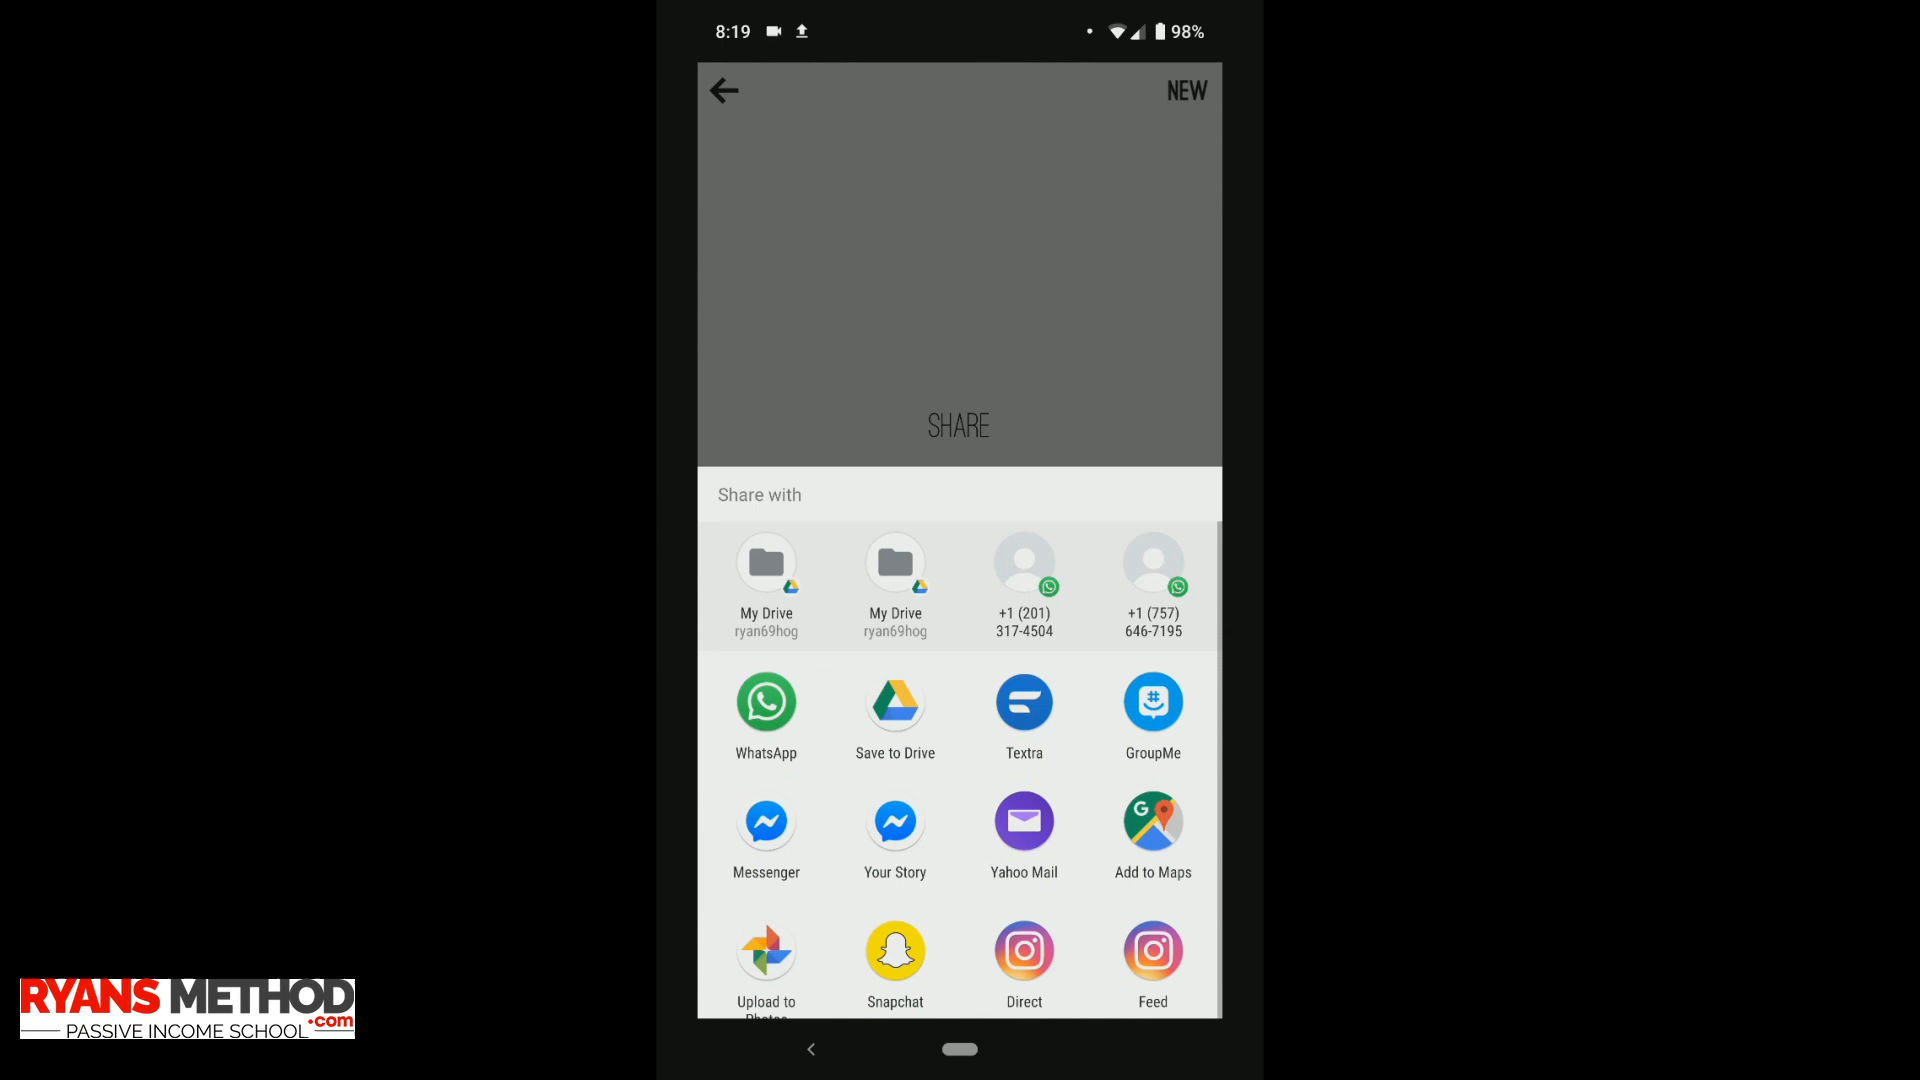 8:19
98%
NEW
SHARE
Share with
My Drive
ryan69hog
My Drive
ryan69hog
+1 (201)
317-4504
+1 (757)
646-7195
WhatsApp
Save to Drive
Textra
GroupMe
Messenger
Your Story
Yahoo Mail
Add to Maps
Upload to
Photos
Snapchat
Direct
Feed
RYANS METHOD
.com
PASSIVE INCOME SCHOOL